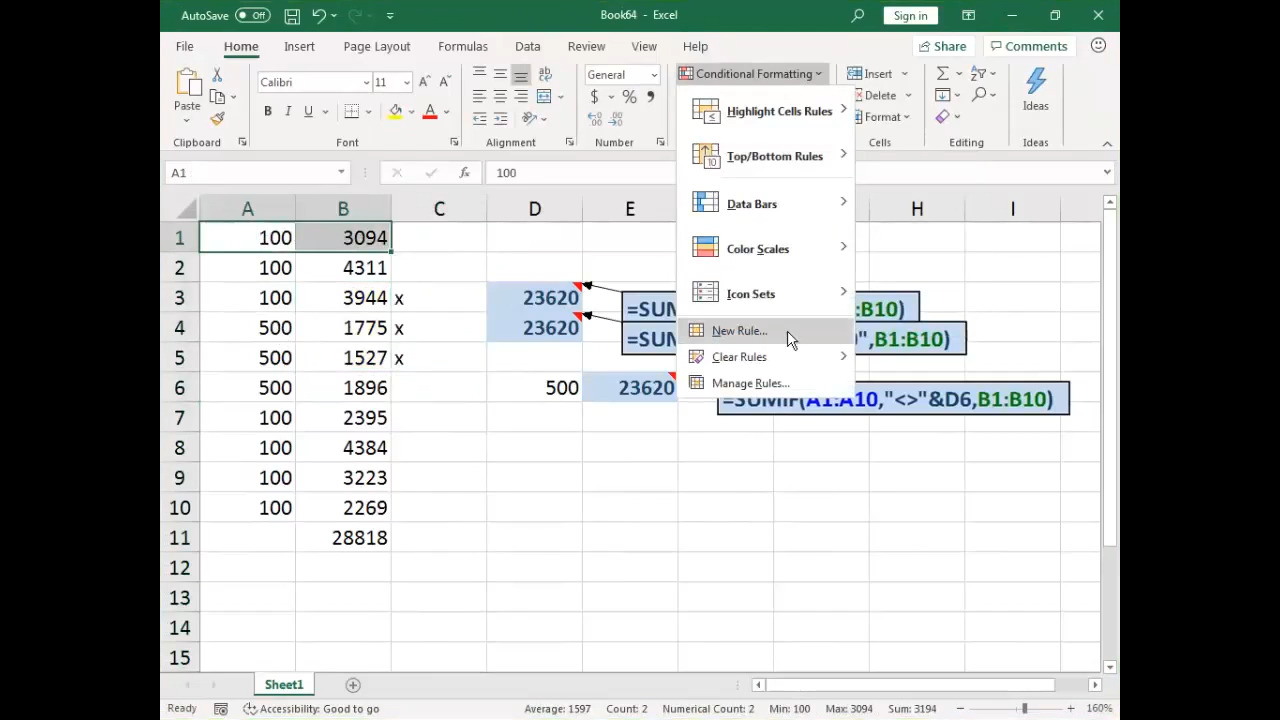 AutoSave Off Book64 - Excel Sign in
File Home Insert Page Layout Formulas Data Review View Help Share Comments
Paste
Clipboard
Calibri 11
B I U
Font
Alignment
General
$ % ,
Number
Conditional Formatting
Highlight Cells Rules
Top/Bottom Rules
Data Bars
Color Scales
Icon Sets
New Rule...
Clear Rules
Manage Rules...
Insert
Delete
Format
Cells
Editing
Ideas
Ideas
A1 fx 100
A B C D E H I
1 100 3094
2 100 4311
3 100 3944 x 23620 =SUM B1:B10)
4 500 1775 x 23620 =SUM ",B1:B10)
5 500 1527 x
6 500 1896 500 23620 =SUMIF(A1:A10,"<>"&D6,B1:B10)
7 100 2395
8 100 4384
9 100 3223
10 100 2269
11 28818
12
13
14
15
Sheet1
Ready Accessibility: Good to go Average: 1597 Count: 2 Numerical Count: 2 Min: 100 Max: 3094 Sum: 3194 160%